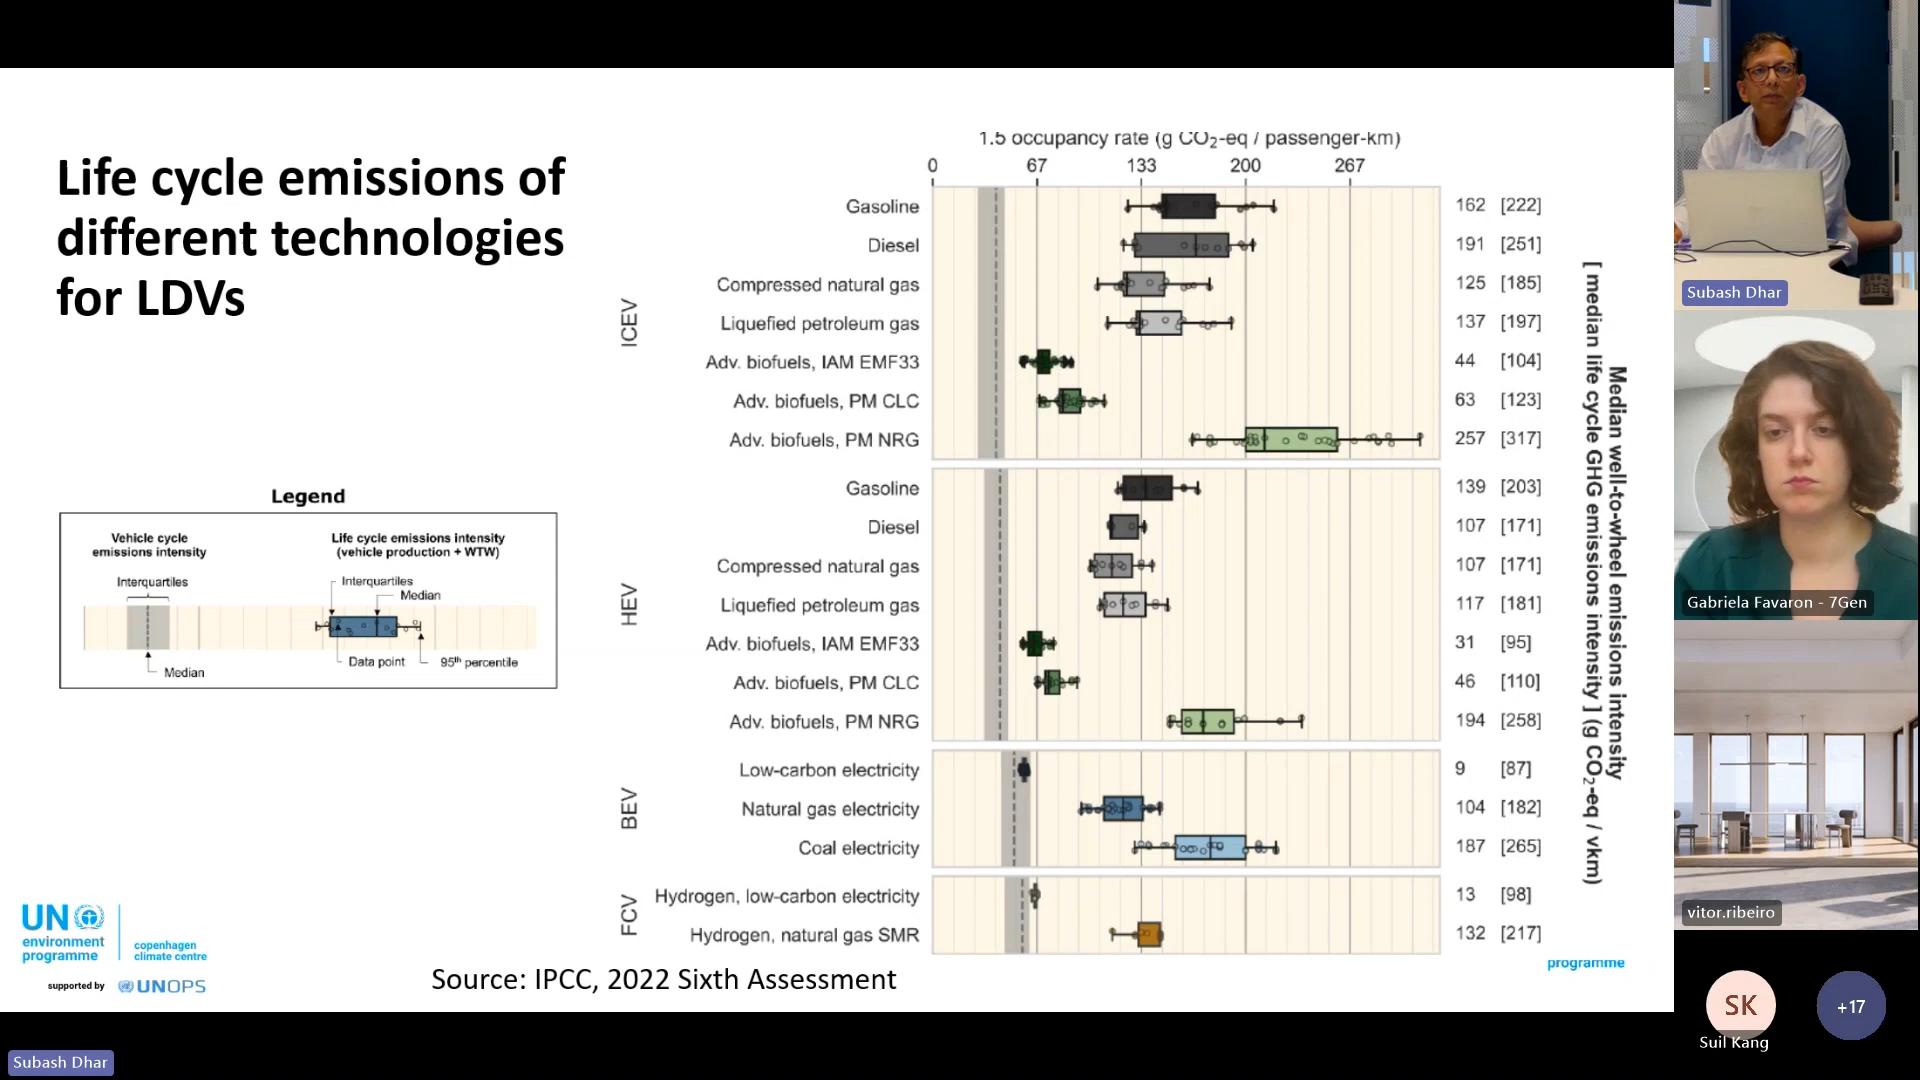 Life cycle emissions of
different technologies
for LDVs
Legend
Vehicle cycle
emissions intensity
Life cycle emissions intensity
(vehicle production + WTW)
Interquartiles
Interquartiles
Median
Data point
95th percentile
Median
1.5 occupancy rate (g CO2-eq / passenger-km)
0 67 133 200 267
ICEV
Gasoline 162 [222]
Diesel 191 [251]
Compressed natural gas 125 [185]
Liquefied petroleum gas 137 [197]
Adv. biofuels, IAM EMF33 44 [104]
Adv. biofuels, PM CLC 63 [123]
Adv. biofuels, PM NRG 257 [317]
HEV
Gasoline 139 [203]
Diesel 107 [171]
Compressed natural gas 107 [171]
Liquefied petroleum gas 117 [181]
Adv. biofuels, IAM EMF33 31 [95]
Adv. biofuels, PM CLC 46 [110]
Adv. biofuels, PM NRG 194 [258]
BEV
Low-carbon electricity 9 [87]
Natural gas electricity 104 [182]
Coal electricity 187 [265]
FCV
Hydrogen, low-carbon electricity 13 [98]
Hydrogen, natural gas SMR 132 [217]
Median well-to-wheel emissions intensity
[ median life cycle GHG emissions intensity ] (g CO2-eq / vkm)
programme
Source: IPCC, 2022 Sixth Assessment
UN
environment
programme
copenhagen
climate centre
supported by
UNOPS
Subash Dhar
Subash Dhar
Gabriela Favaron - 7Gen
vitor.ribeiro
SK
Suil Kang
+17